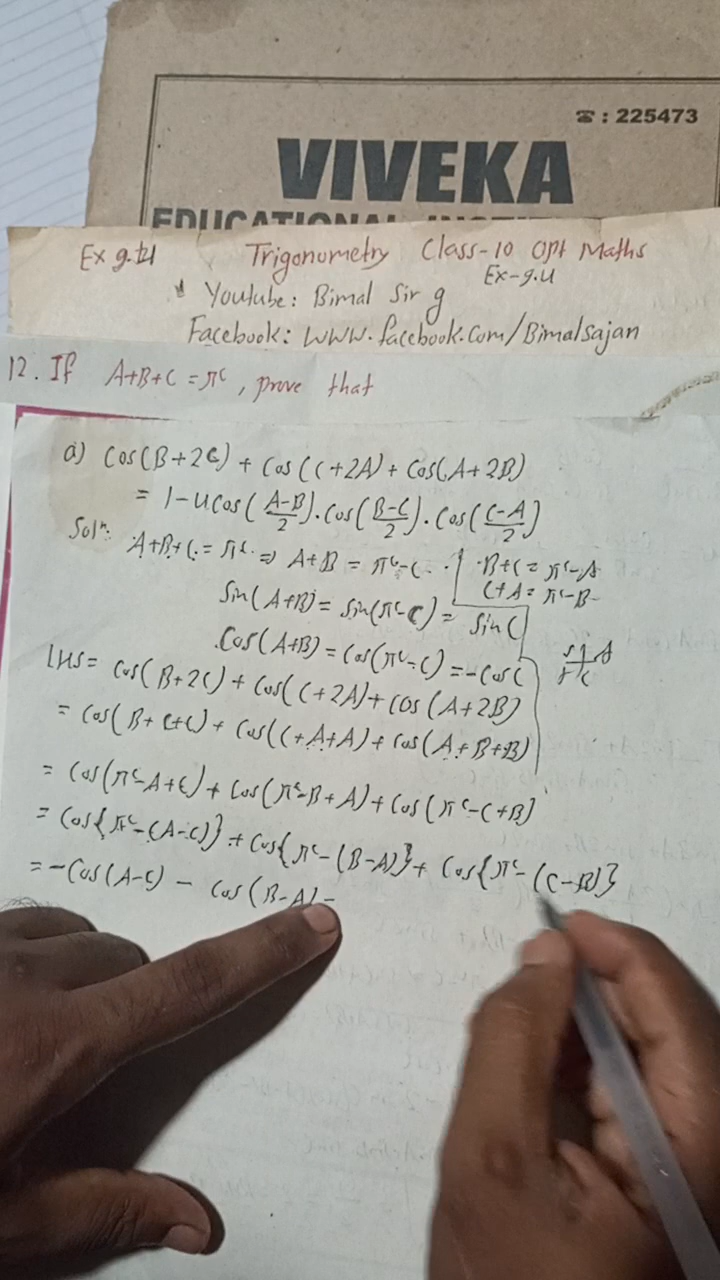 ☎ : 225473
VIVEKA
EDUCATIONAL
Ex 9.4 Trigonometry Class-10 Opt Maths
Ex-9.4
Youtube: Bimal Sir g
Facebook: www.facebook.com/Bimalsajan
12. If A+B+C = π^c, prove that
a) Cos(B+2C) + Cos(C+2A) + Cos(A+2B)
= 1-4Cos((A-B)/2).Cos((B-C)/2).Cos((C-A)/2)
Solⁿ: A+B+C = π^c ⇒ A+B = π^c-C. B+C = π^c-A
C+A = π^c-B
Sin(A+B) = Sin(π^c-C) = Sin C
Cos(A+B) = Cos(π^c-C) = -Cos C
S | A
T | C
LHS = Cos(B+2C) + Cos(C+2A) + Cos(A+2B)
= Cos(B+C+C) + Cos(C+A+A) + Cos(A+B+B)
= Cos(π^c-A+C) + Cos(π^c-B+A) + Cos(π^c-C+B)
= Cos{π^c-(A-C)} + Cos{π^c-(B-A)} + Cos{π^c-(C-B)}
= -Cos(A-C) - Cos(B-A) -